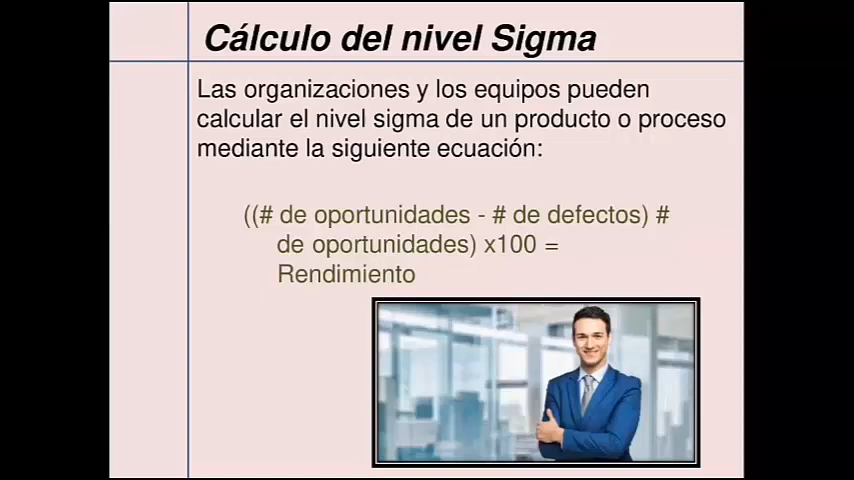 Cálculo del nivel Sigma
Las organizaciones y los equipos pueden
calcular el nivel sigma de un producto o proceso
mediante la siguiente ecuación:
((# de oportunidades - # de defectos) #
de oportunidades) x100 =
Rendimiento